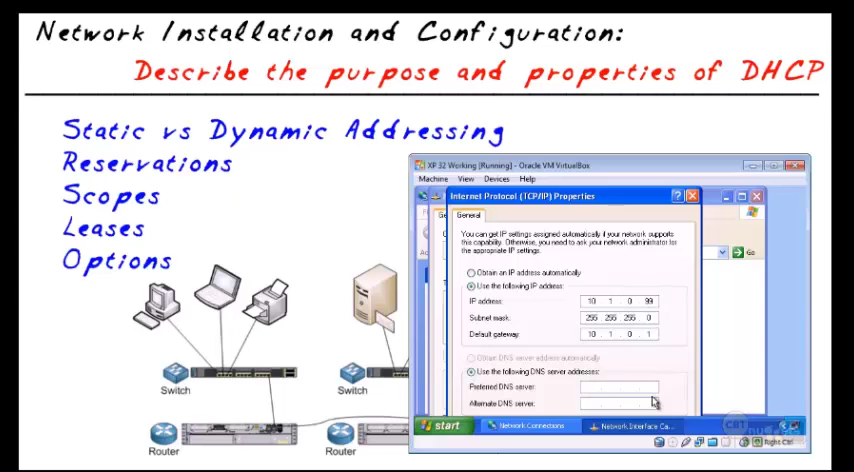 Network Installation and Configuration:
Describe the purpose and properties of DHCP
Static vs Dynamic Addressing
Reservations
Scopes
Leases
Options
XP 32 Working [Running] - Oracle VM VirtualBox
Machine View Devices Help
Internet Protocol (TCP/IP) Properties
General
You can get IP settings assigned automatically if your network supports
this capability. Otherwise, you need to ask your network administrator for
the appropriate IP settings.
Go
Obtain an IP address automatically
Use the following IP address:
IP address: 10 . 1 . 0 . 99
Subnet mask: 255 . 255 . 255 . 0
Default gateway: 10 . 1 . 0 . 1
Obtain DNS server address automatically
Use the following DNS server addresses:
Preferred DNS server:
Alternate DNS server:
start Network Connections Network Interface Ca...
Right Ctrl
Switch
Switch
Router
Router